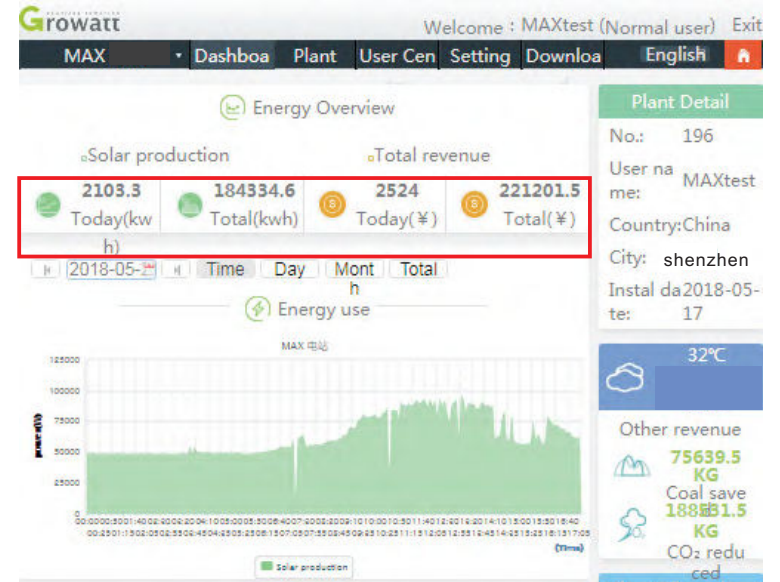 Growatt
Welcome : MAXtest (Normal user) Exit
MAX Dashboa Plant User Cen Setting Downloa English
Energy Overview
Solar production Total revenue
2103.3 184334.6 2524 221201.5
Today(kw Total(kwh) Today(¥) Total(¥)
h)
2018-05- Time Day Mont Total
h
Energy use
MAX 电站
125000
100000
75000
50000
25000
0
power(W)
(Time)
Solar production
Plant Detail
No.: 196
User na
me: MAXtest
Country:China
City: shenzhen
Instal da2018-05-
te: 17
32℃
Other revenue
75639.5
KG
Coal save
KG
CO₂ redu
ced